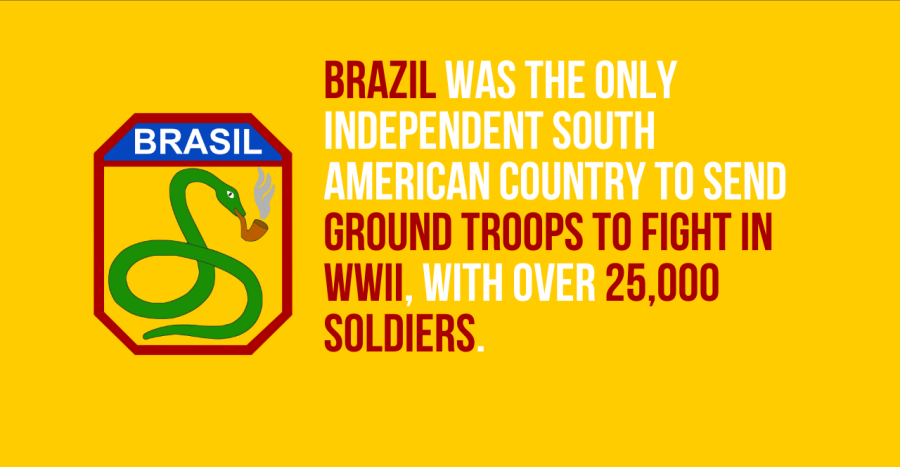 BRASIL
BRAZIL WAS THE ONLY
INDEPENDENT SOUTH
AMERICAN COUNTRY TO SEND
GROUND TROOPS TO FIGHT IN
WWII, WITH OVER 25,000
SOLDIERS.